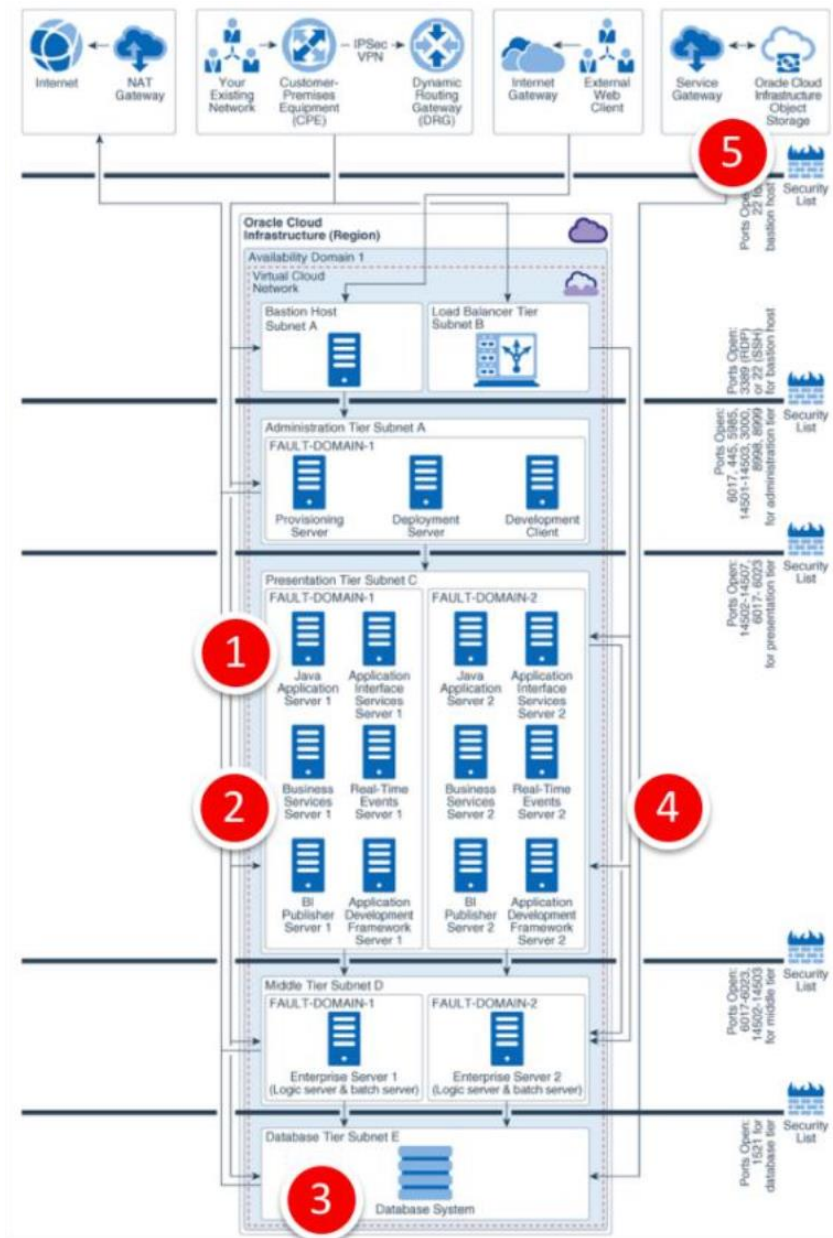 Internet
NAT
Gateway
Your
Existing
Network
IPSec
VPN
Customer-
Premises
Equipment
(CPE)
Dynamic
Routing
Gateway
(DRG)
Internet
Gateway
External
Web
Client
Service
Gateway
Oracle Cloud
Infrastructure
Object
Storage
5
Security
List
Ports Open:
22 for
bastion host
Oracle Cloud
Infrastructure (Region)
Availability Domain 1
Virtual Cloud
Network
Bastion Host
Subnet A
Load Balancer Tier
Subnet B
Ports Open:
3389 (RDP)
or 22 (SSH)
for bastion host
Security
List
Administration Tier Subnet A
FAULT-DOMAIN-1
Provisioning
Server
Deployment
Server
Development
Client
Ports Open:
6017, 445, 5985,
14501-14503, 3000,
8998, 8999
for administration tier
Security
List
Presentation Tier Subnet C
FAULT-DOMAIN-1
FAULT-DOMAIN-2
Ports Open:
14502-14507,
6017- 6023
for presentation tier
1
Java
Application
Server 1
Application
Interface
Services
Server 1
Java
Application
Server 2
Application
Interface
Services
Server 2
2
Business
Services
Server 1
Real-Time
Events
Server 1
Business
Services
Server 2
Real-Time
Events
Server 2
4
BI
Publisher
Server 1
Application
Development
Framework
Server 1
BI
Publisher
Server 2
Application
Development
Framework
Server 2
Security
List
Middle Tier Subnet D
FAULT-DOMAIN-1
FAULT-DOMAIN-2
Ports Open:
6017-6023,
14502-14503
for middle tier
Enterprise Server 1
(Logic server & batch server)
Enterprise Server 2
(Logic server & batch server)
Security
List
Database Tier Subnet E
Ports Open:
1521 for
database tier
3
Database System